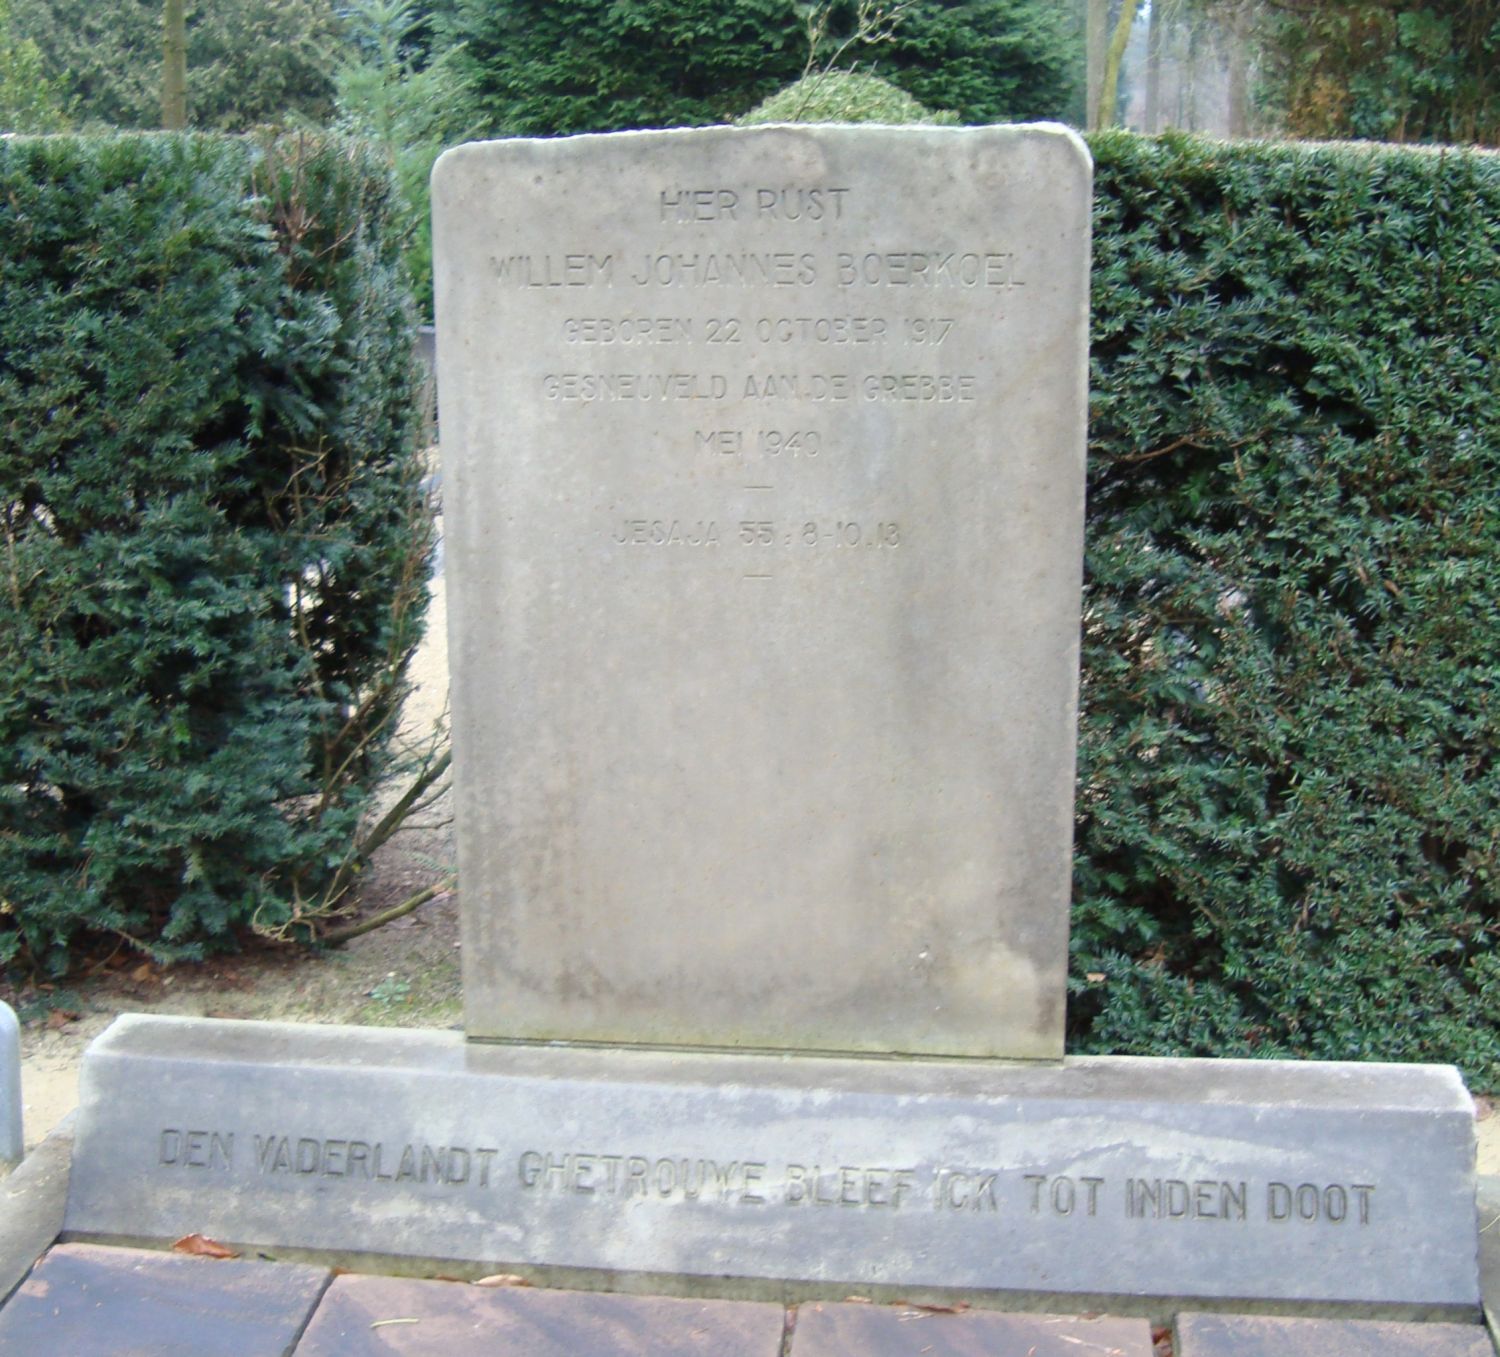 HIER RUST
WILLEM JOHANNES BOERKOEL
GEBOREN 22 OCTOBER 1917
GESNEUVELD AAN DE GREBBE
MEI 1940
—
JESAJA 55 : 8-10.13
—
DEN VADERLANDT GHETROUWE BLEEF ICK TOT INDEN DOOT